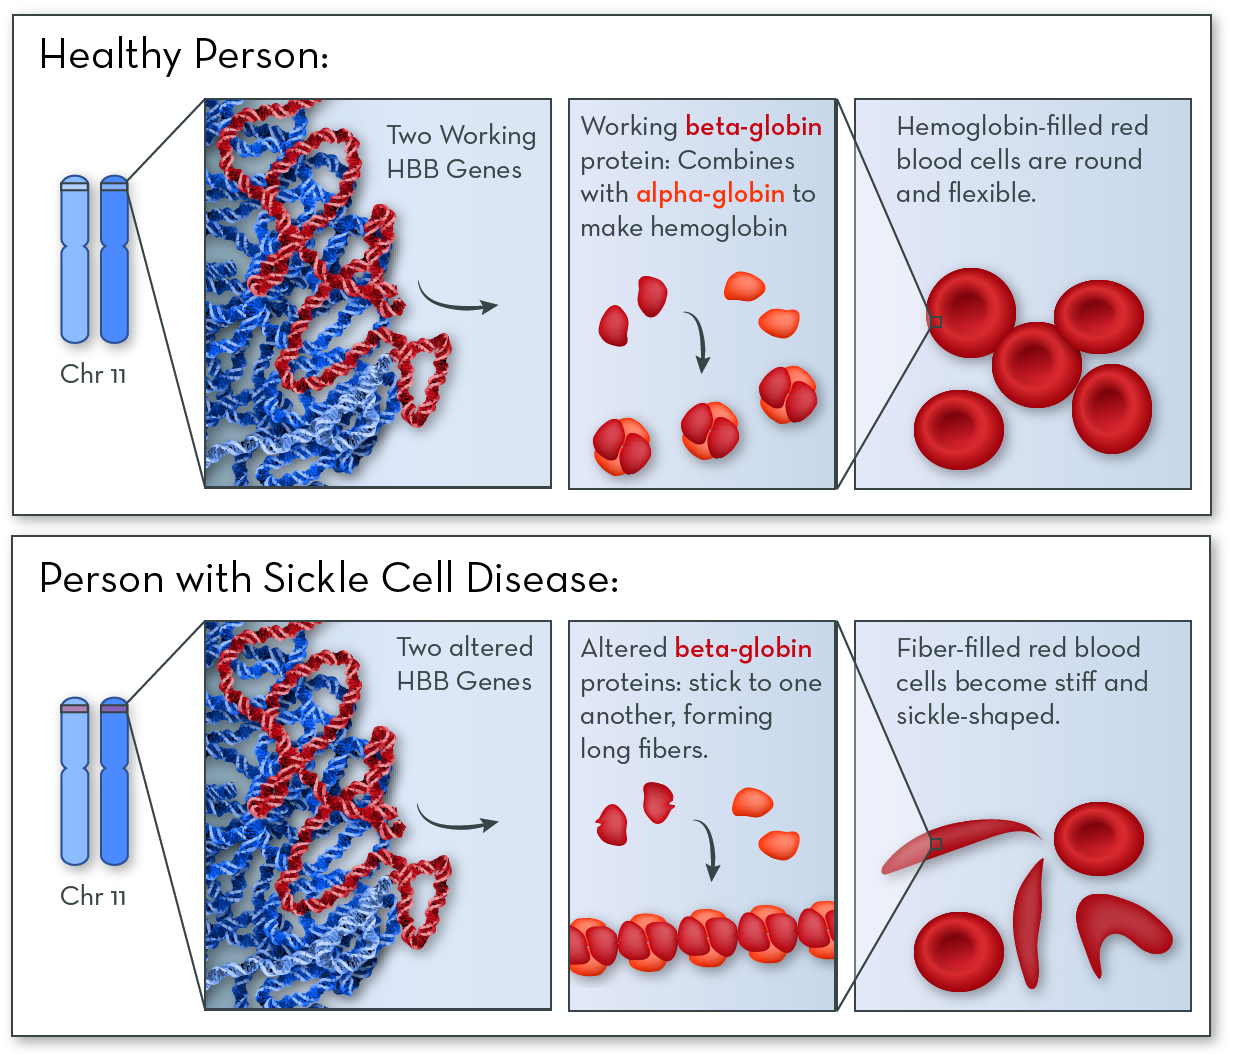 Healthy Person:
Chr 11
Two Working
HBB Genes
Working beta-globin
protein: Combines
with alpha-globin to
make hemoglobin
Hemoglobin-filled red
blood cells are round
and flexible.
Person with Sickle Cell Disease:
Chr 11
Two altered
HBB Genes
Altered beta-globin
proteins: stick to one
another, forming
long fibers.
Fiber-filled red blood
cells become stiff and
sickle-shaped.